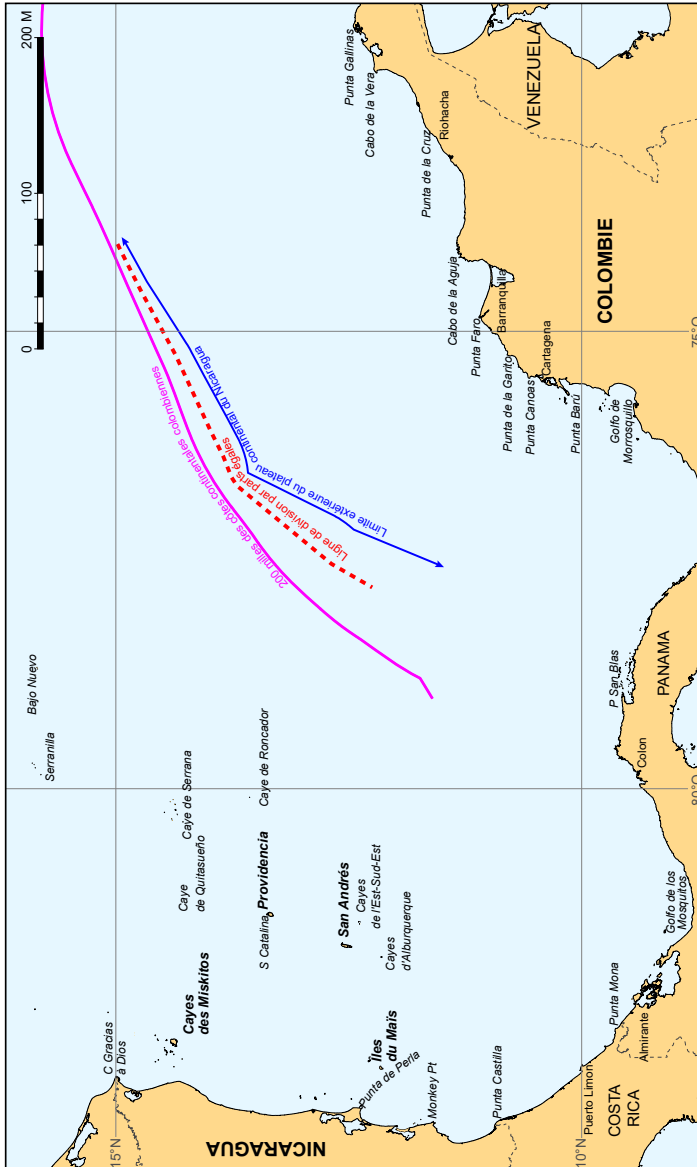 0
100
200 M
Bajo Nuevo
Serranilla
C Gracias
à Dios
15°N
Caye
de Quitasueño
Caye de Serrana
Cayes
des Miskitos
S Catalina
Providencia
Caye de Roncador
San Andrés
Cayes
de l'Est-Sud-Est
Cayes
d'Alburquerque
Îles
du Maïs
Punta de Perla
Monkey Pt
Punta Castilla
NICARAGUA
200 milles des côtes continentales colombiennes
Ligne de division par parts égales
Limite extérieure du plateau
continental du Nicaragua
Punta Gallinas
Cabo de la Vera
Punta de la Cruz
Riohacha
VENEZUELA
Cabo de la Aguja
Punta Faro
Barranquilla
Punta de la Garito
Punta Canoas
Cartagena
Punta Barú
Golfo de
Morrosquillo
COLOMBIE
10°N
Puerto Limon
COSTA
RICA
Punta Mona
Almirante
Golfo de los
Mosquitos
Colon
P San Blas
PANAMA
80°O
75°O